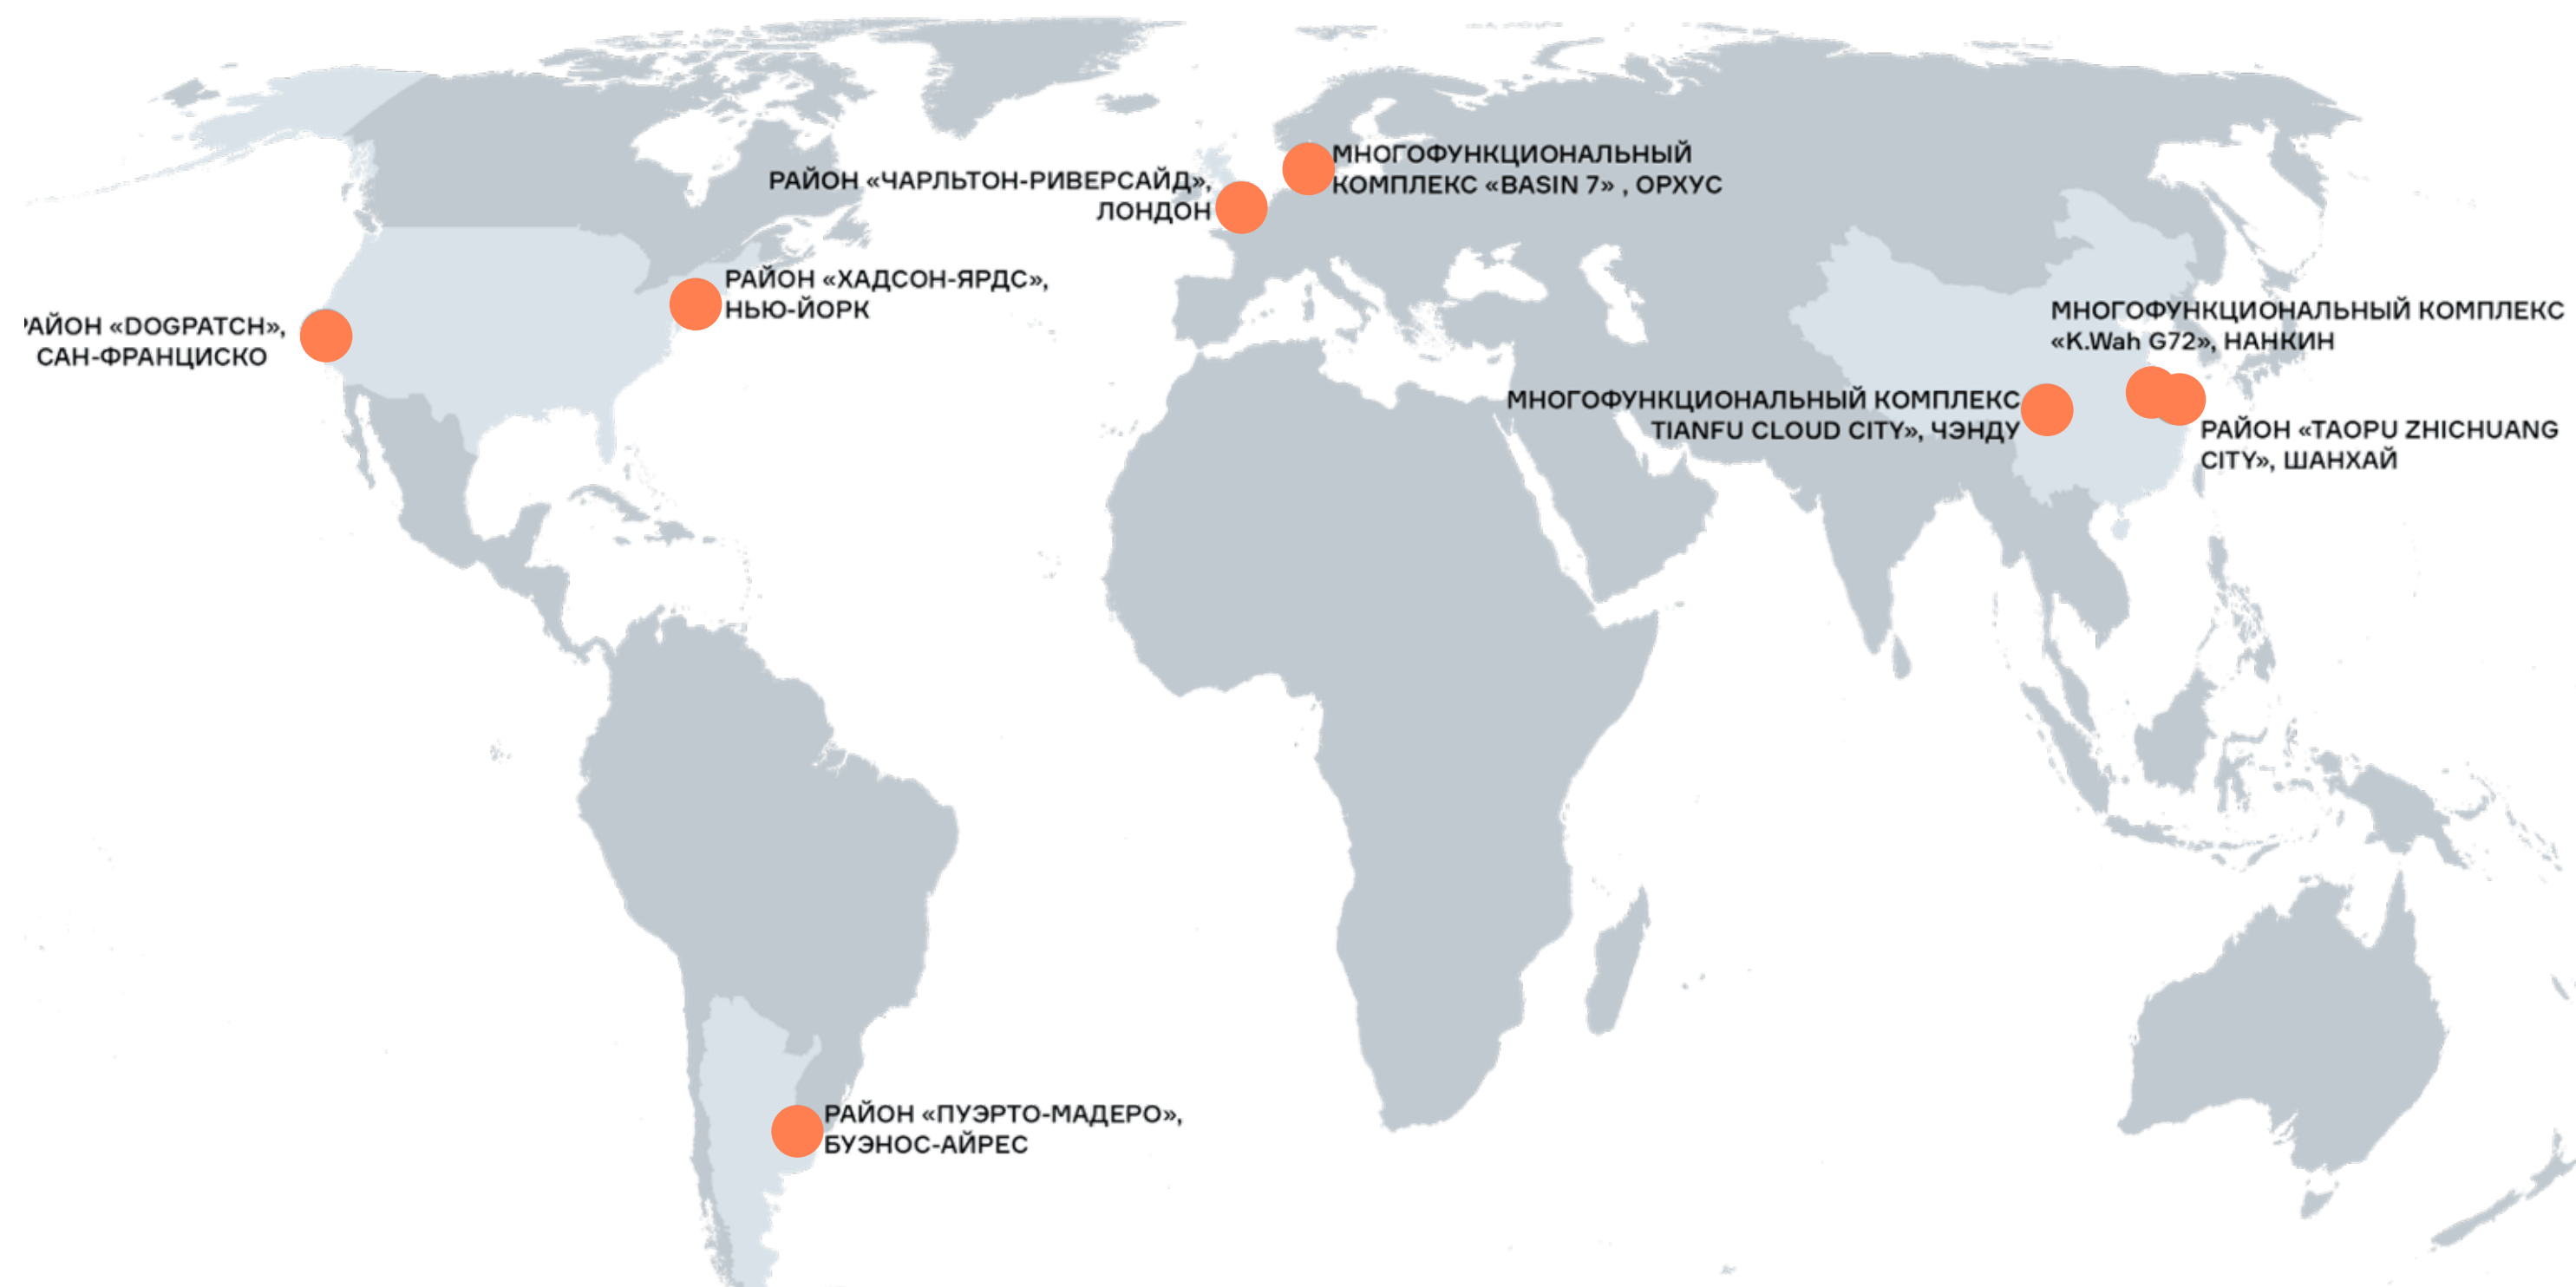 МНОГОФУНКЦИОНАЛЬНЫЙ
КОМПЛЕКС «BASIN 7» , ОРХУС
РАЙОН «ЧАРЛЬТОН-РИВЕРСАЙД»,
ЛОНДОН
РАЙОН «ХАДСОН-ЯРДС»,
НЬЮ-ЙОРК
АЙОН «DOGPATCH»,
САН-ФРАНЦИСКО
МНОГОФУНКЦИОНАЛЬНЫЙ КОМПЛЕКС
«K.Wah G72», НАНКИН
МНОГОФУНКЦИОНАЛЬНЫЙ КОМПЛЕКС
TIANFU CLOUD CITY», ЧЭНДУ
РАЙОН «TAOPU ZHICHUANG
CITY», ШАНХАЙ
РАЙОН «ПУЭРТО-МАДЕРО»,
БУЭНОС-АЙРЕС